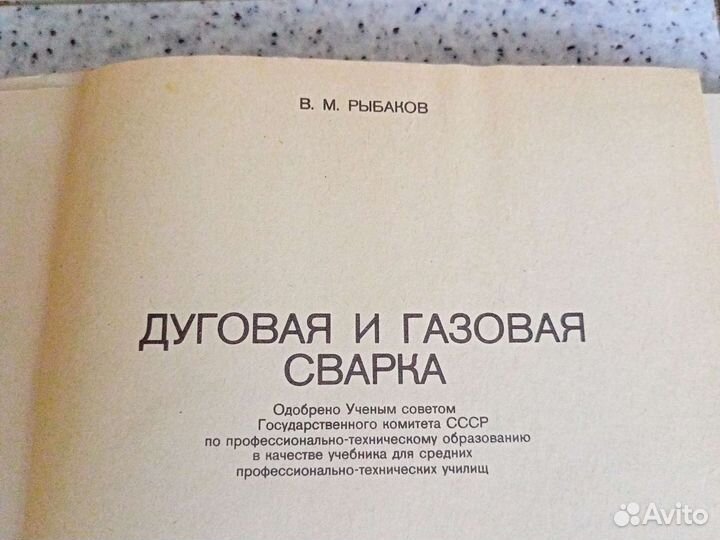 В. М. РЫБАКОВ
ДУГОВАЯ И ГАЗОВАЯ
СВАРКА
Одобрено Ученым советом
Государственного комитета СССР
по профессионально-техническому образованию
в качестве учебника для средних
профессионально-технических училищ
Avito